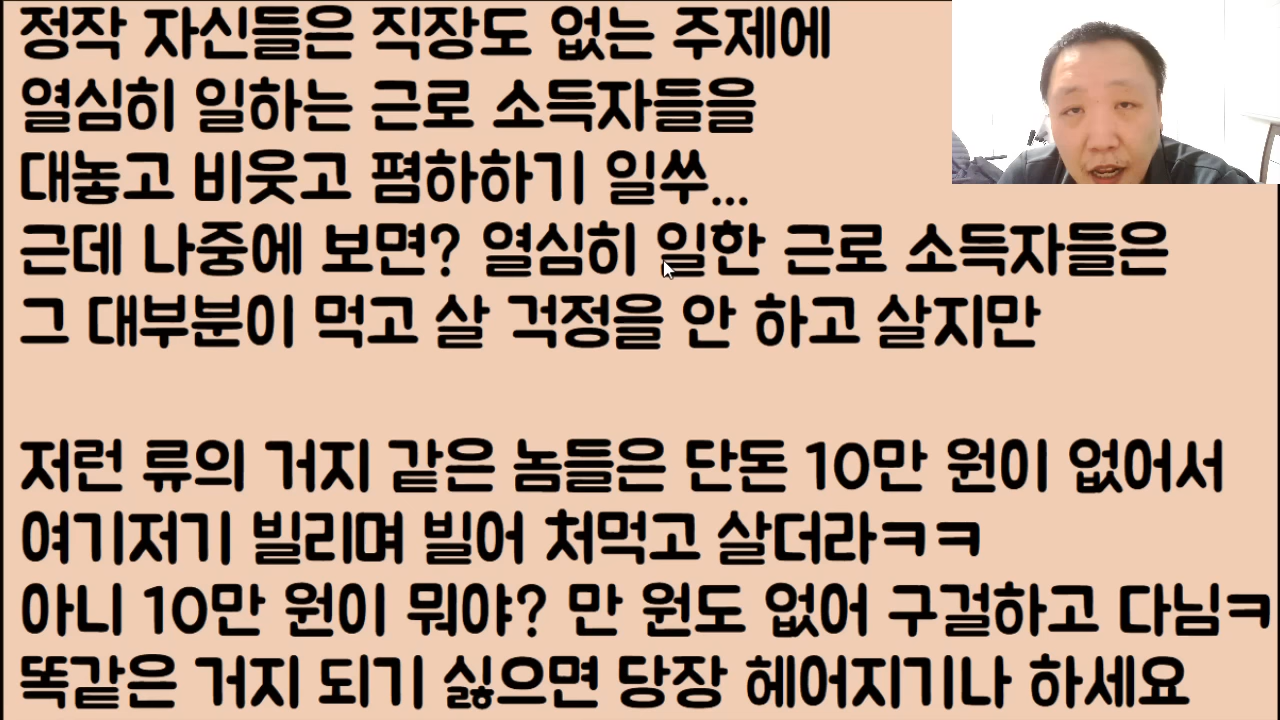 정작 자신들은 직장도 없는 주제에
열심히 일하는 근로 소득자들을
대놓고 비웃고 폄하하기 일쑤...
근데 나중에 보면? 열심히 일한 근로 소득자들은
그 대부분이 먹고 살 걱정을 안 하고 살지만
저런 류의 거지 같은 놈들은 단돈 10만 원이 없어서
여기저기 빌리며 빌어 처먹고 살더라ㅋㅋ
아니 10만 원이 뭐야? 만 원도 없어 구걸하고 다님ㅋ
똑같은 거지 되기 싫으면 당장 헤어지기나 하세요